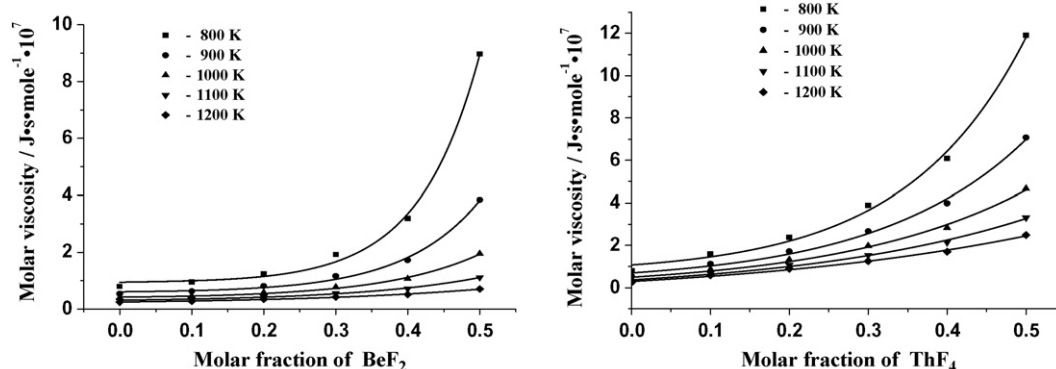 Molar viscosity / J•s•mole⁻¹•10⁷
10
8
6
4
2
0
- 800 K
- 900 K
- 1000 K
- 1100 K
- 1200 K
0.0 0.1 0.2 0.3 0.4 0.5
Molar fraction of BeF₂
Molar viscosity / J•s•mole⁻¹•10⁷
12
10
8
6
4
2
0
- 800 K
- 900 K
- 1000 K
- 1100 K
- 1200 K
0.0 0.1 0.2 0.3 0.4 0.5
Molar fraction of ThF₄